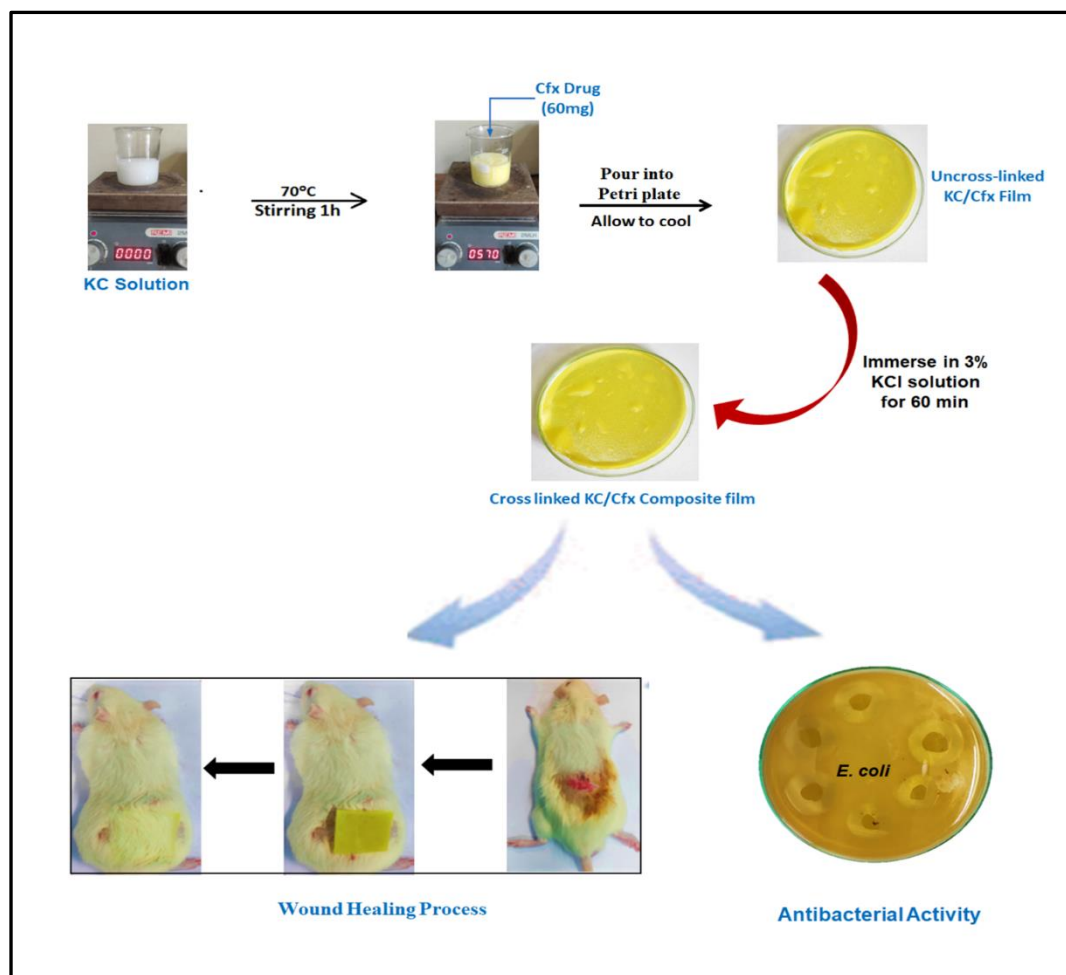 Cfx Drug
(60mg)
70°C
Stirring 1h
Pour into
Petri plate
Allow to cool
Uncross-linked
KC/Cfx Film
0000
0570
KC Solution
Immerse in 3%
KCl solution
for 60 min
Cross linked KC/Cfx Composite film
E. coli
Wound Healing Process
Antibacterial Activity